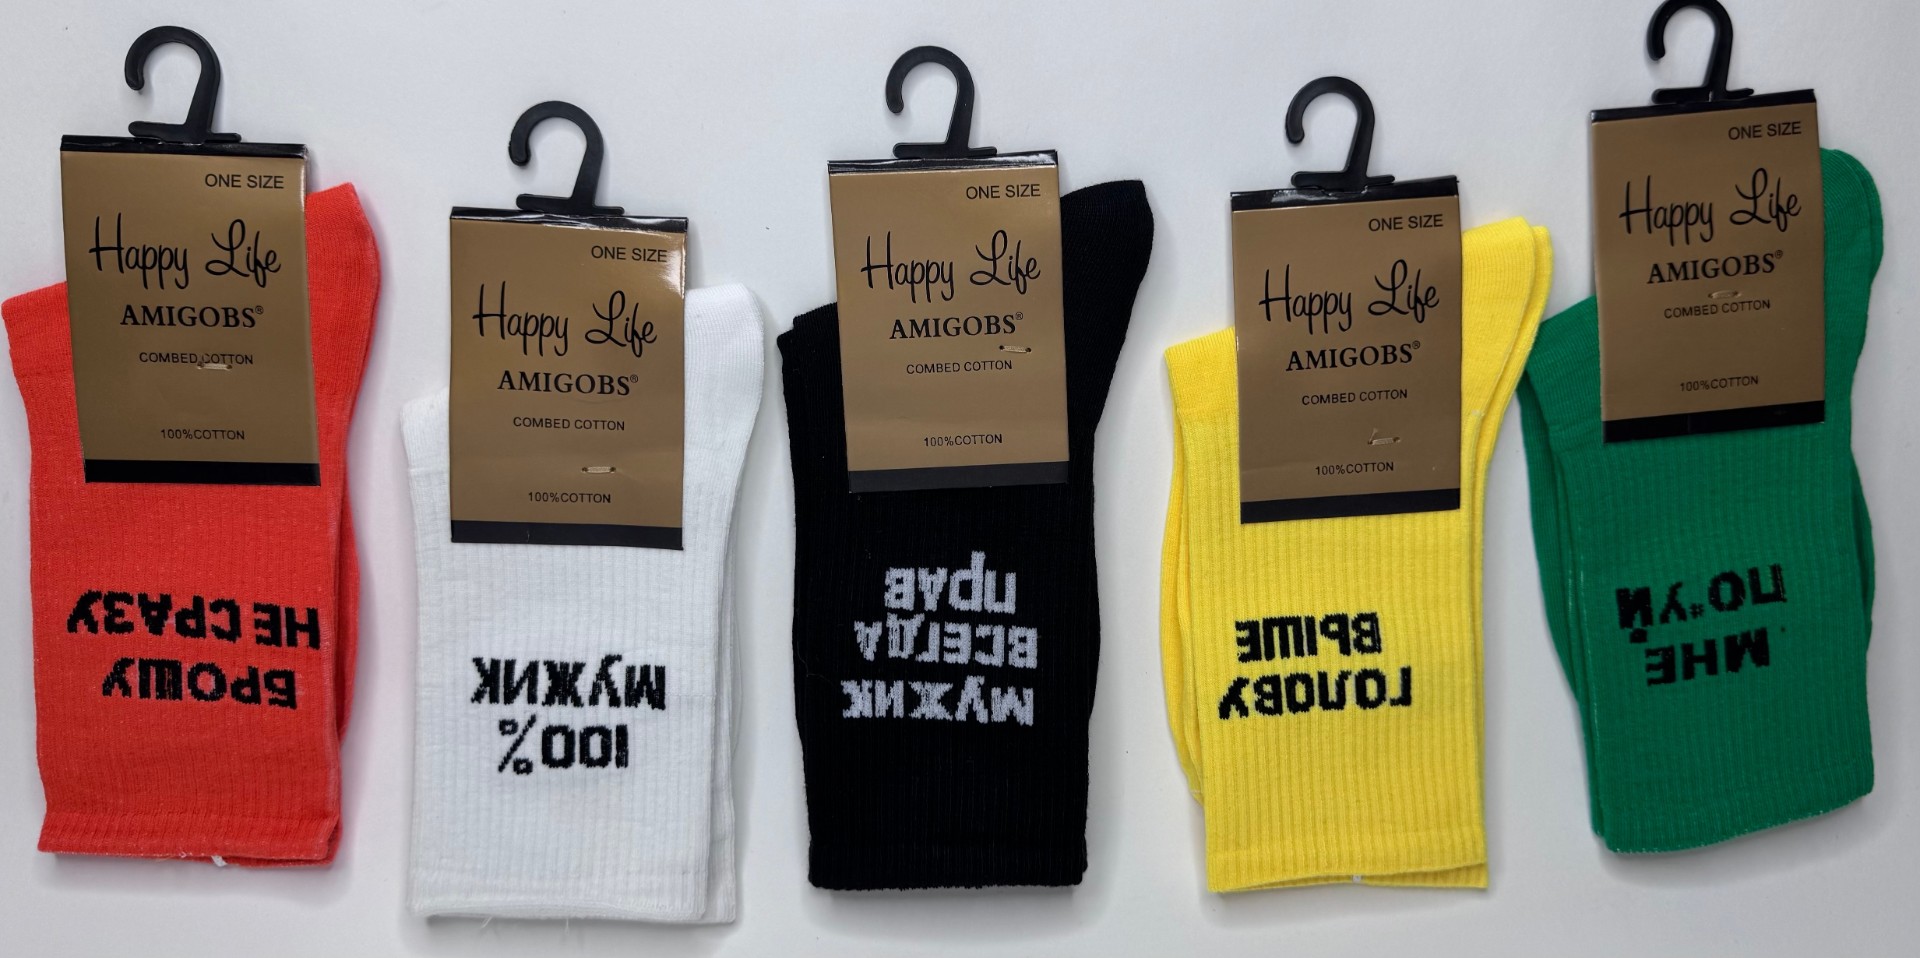 ONE SIZE
Happy Life
AMIGOBS®
COMBED COTTON
100%COTTON
БРОШУ
НЕ СРАЗУ
ONE SIZE
Happy Life
AMIGOBS®
COMBED COTTON
100%COTTON
100%
МУЖИК
ONE SIZE
Happy Life
AMIGOBS®
COMBED COTTON
100%COTTON
МУЖИК
ВСЕГДА
ПРАВ
ONE SIZE
Happy Life
AMIGOBS®
COMBED COTTON
100%COTTON
ГОЛОВУ
ВЫШЕ
ONE SIZE
Happy Life
AMIGOBS®
COMBED COTTON
100%COTTON
МНЕ
ПО*УЙ